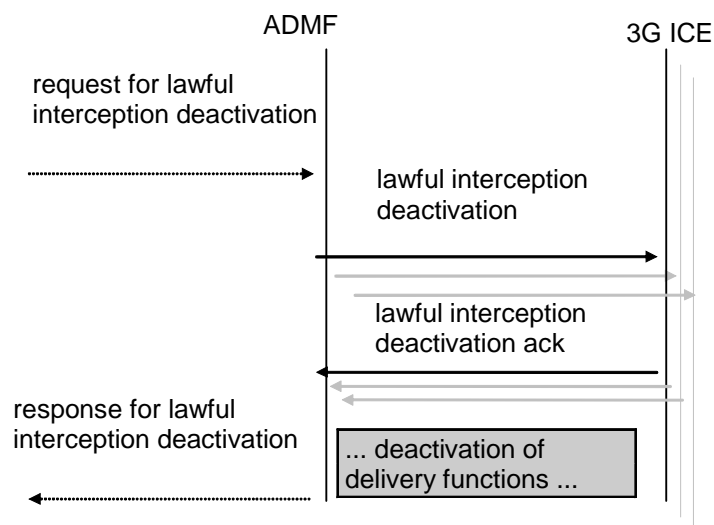 ADMF
3G ICE
request for lawful
interception deactivation
lawful interception
deactivation
lawful interception
deactivation ack
response for lawful
interception deactivation
... deactivation of
delivery functions ...